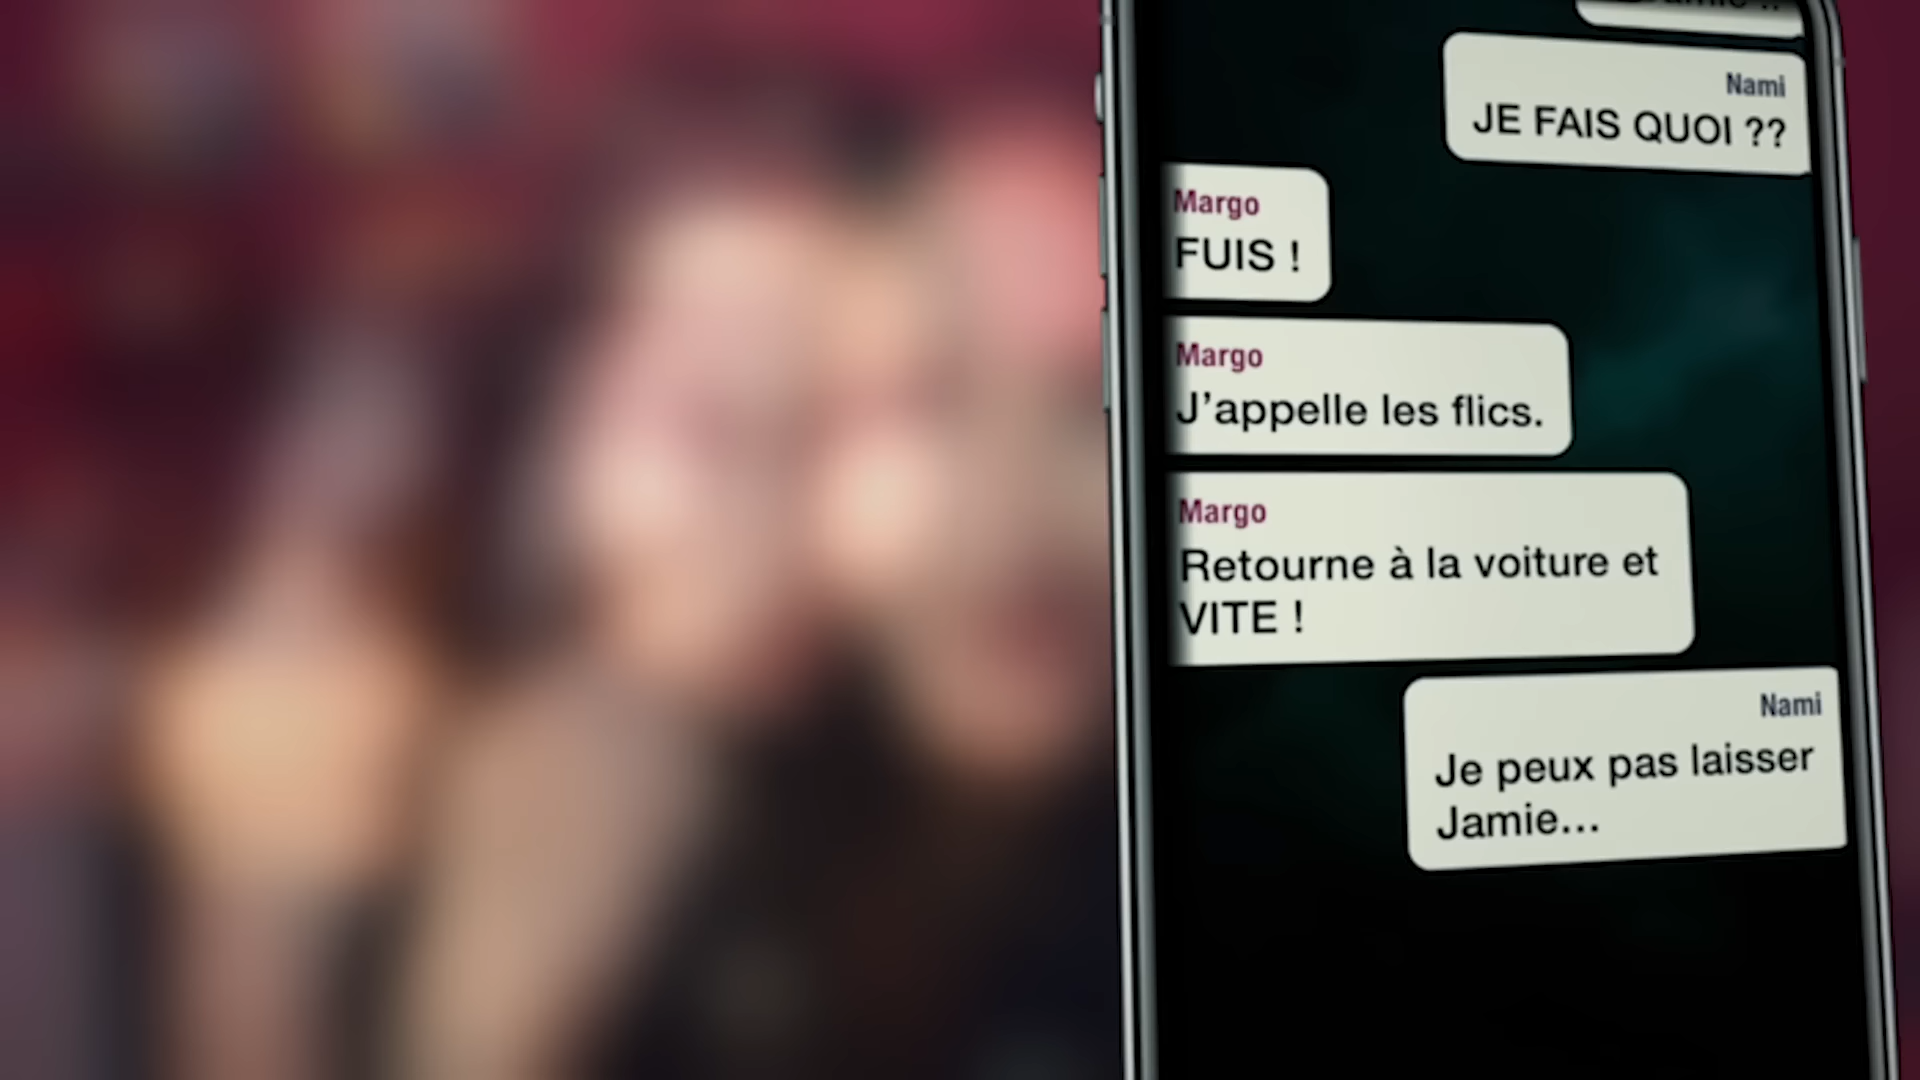 Nami
JE FAIS QUOI ??
Margo
FUIS !
Margo
J’appelle les flics.
Margo
Retourne à la voiture et
VITE !
Nami
Je peux pas laisser
Jamie...